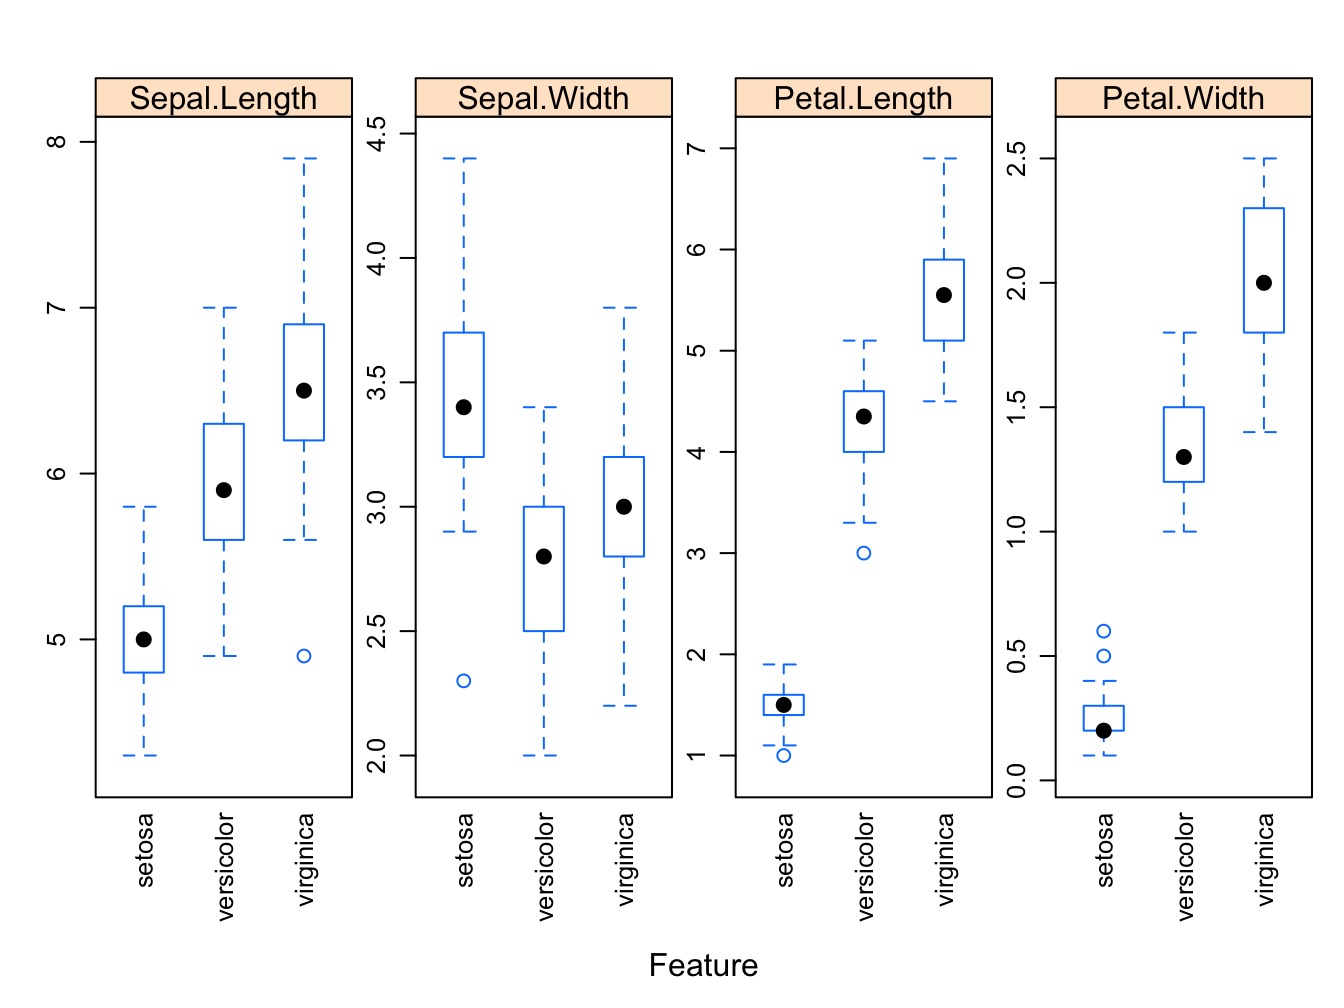 Sepal.Length
Sepal.Width
Petal.Length
Petal.Width
8
7
6
5
4.5
4.0
3.5
3.0
2.5
2.0
7
6
5
4
3
2
1
2.5
2.0
1.5
1.0
0.5
0.0
setosa
versicolor
virginica
setosa
versicolor
virginica
setosa
versicolor
virginica
setosa
versicolor
virginica
Feature